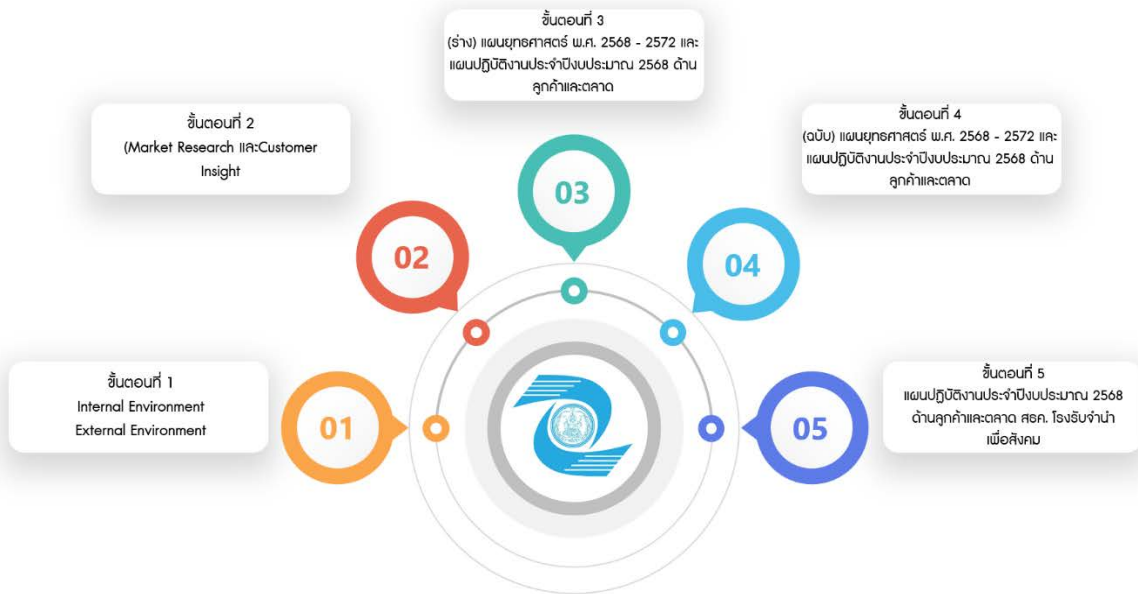 ขั้นตอนที่ 1
Internal Environment
External Environment
01
ขั้นตอนที่ 2
(Market Research และCustomer
Insight
02
ขั้นตอนที่ 3
(ร่าง) แผนยุทธศาสตร์ พ.ศ. 2568 - 2572 และ
แผนปฏิบัติงานประจำปีงบประมาณ 2568 ด้าน
ลูกค้าและตลาด
03
ขั้นตอนที่ 4
(ฉบับ) แผนยุทธศาสตร์ พ.ศ. 2568 - 2572 และ
แผนปฏิบัติงานประจำปีงบประมาณ 2568 ด้าน
ลูกค้าและตลาด
04
ขั้นตอนที่ 5
แผนปฏิบัติงานประจำปีงบประมาณ 2568
ด้านลูกค้าและตลาด สธค. โรงรับจำนำ
เพื่อสังคม
05